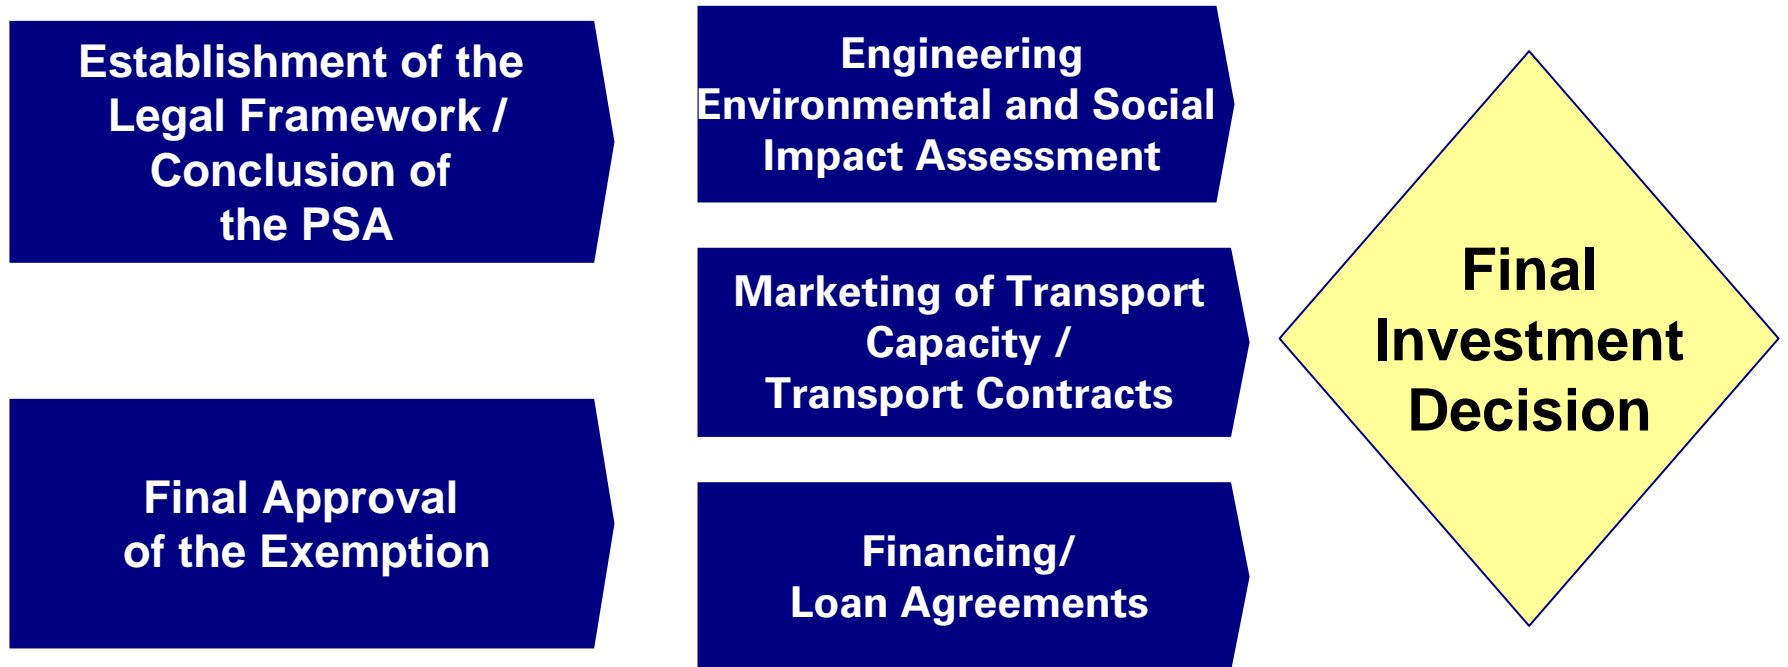 Establishment of the
Legal Framework /
Conclusion of
the PSA
Final Approval
of the Exemption
Engineering
Environmental and Social
Impact Assessment
Marketing of Transport
Capacity /
Transport Contracts
Financing/
Loan Agreements
Final
Investment
Decision